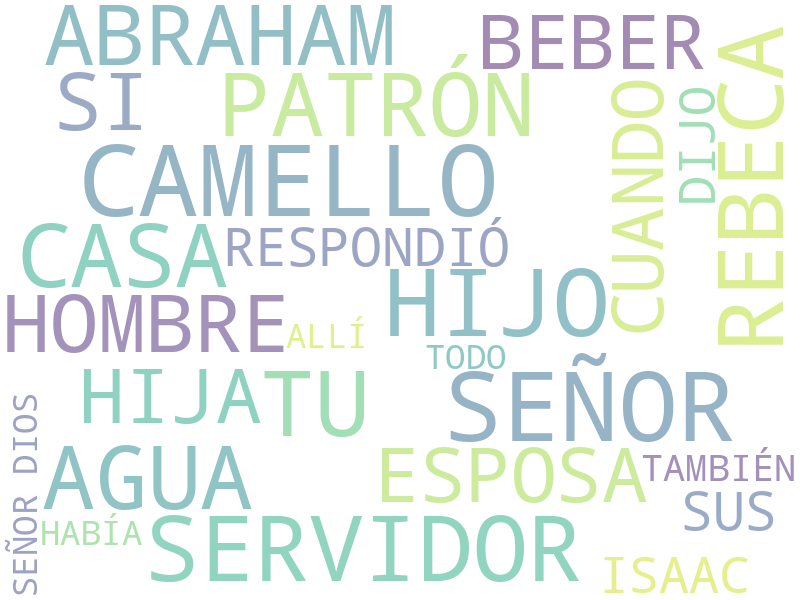 ABRAHAM
BEBER
SI
PATRÓN
CUANDO
DIJO
REBECA
CAMELLO
CASA
RESPONDIÓ
HIJO
HOMBRE
ALLÍ
TODO
HIJA
TU
SEÑOR
SEÑOR DIOS
AGUA
ESPOSA
TAMBIÉN
SUS
HABÍA
SERVIDOR
ISAAC